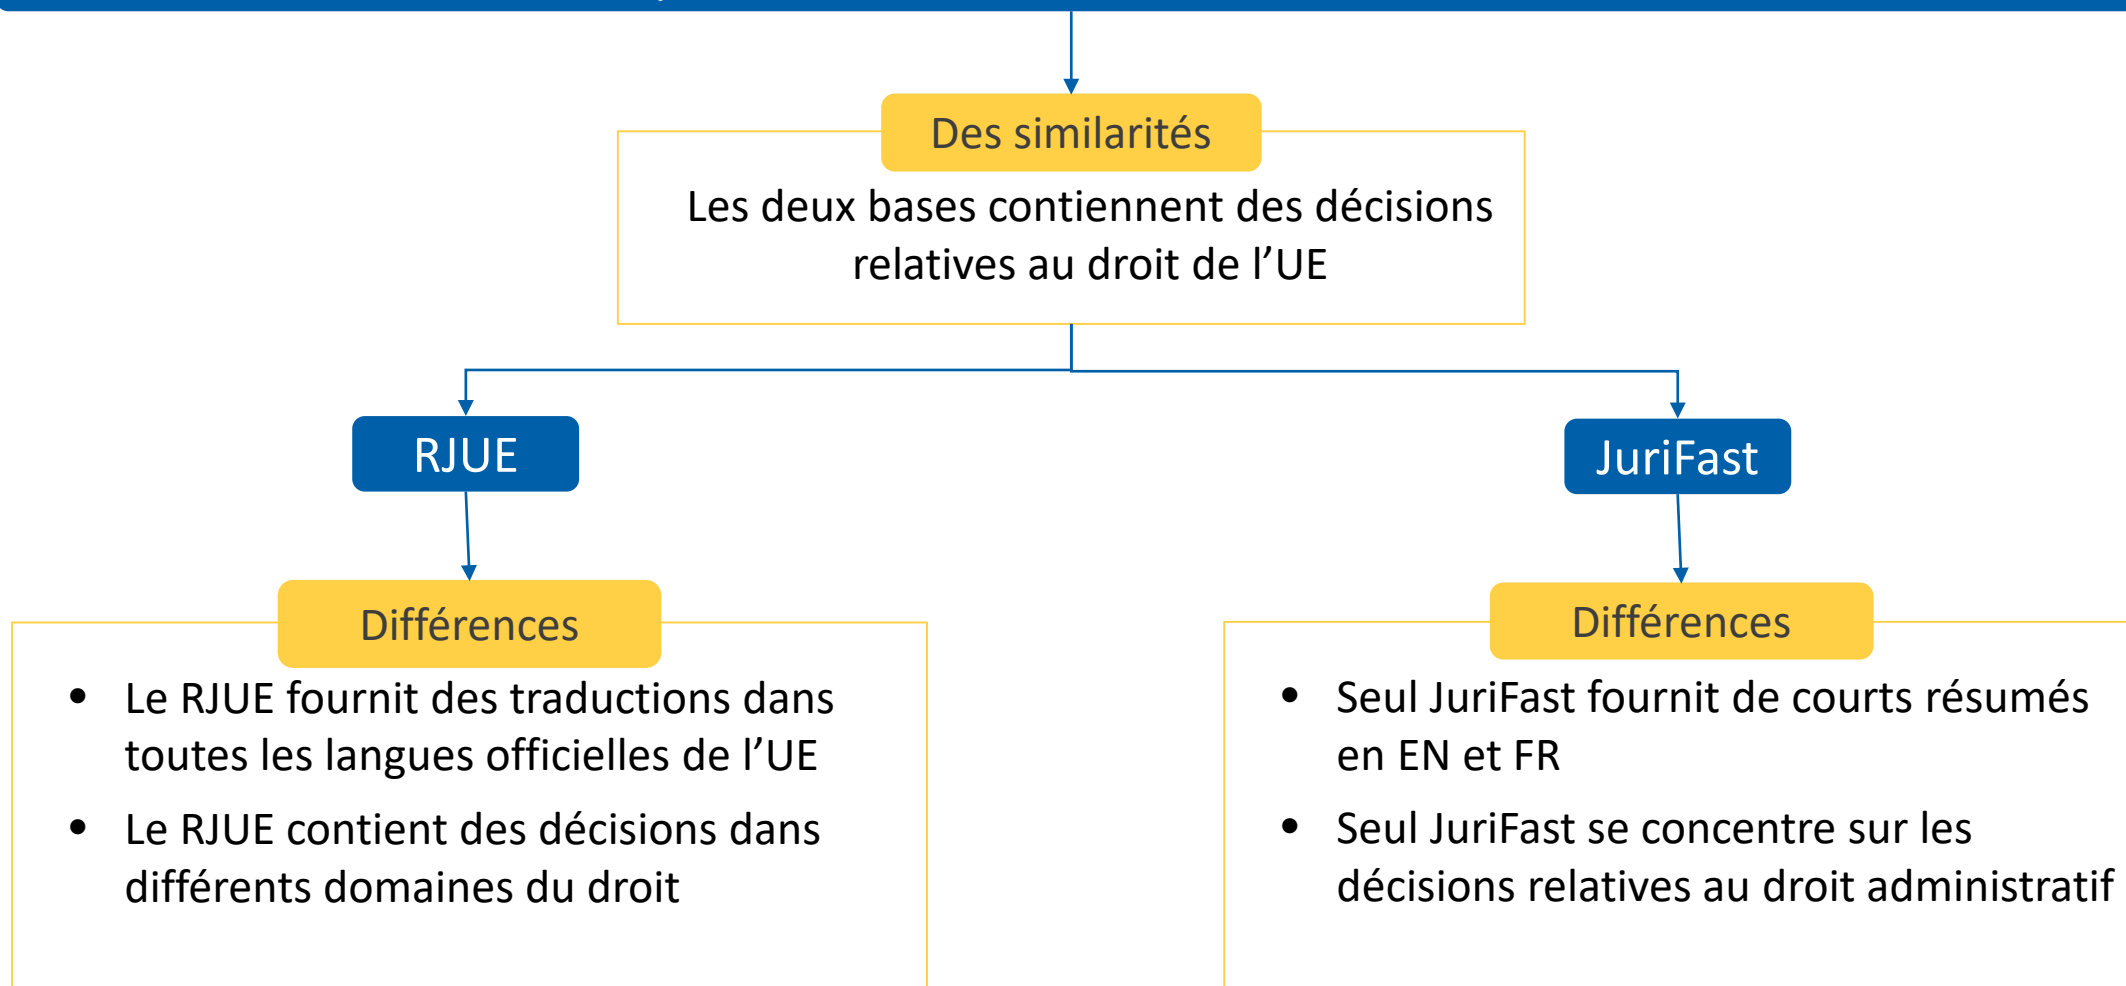 Des similarités
Les deux bases contiennent des décisions
relatives au droit de l’UE
RJUE
JuriFast
Différences
• Le RJUE fournit des traductions dans
toutes les langues officielles de l’UE
• Le RJUE contient des décisions dans
différents domaines du droit
Différences
• Seul JuriFast fournit de courts résumés
en EN et FR
• Seul JuriFast se concentre sur les
décisions relatives au droit administratif